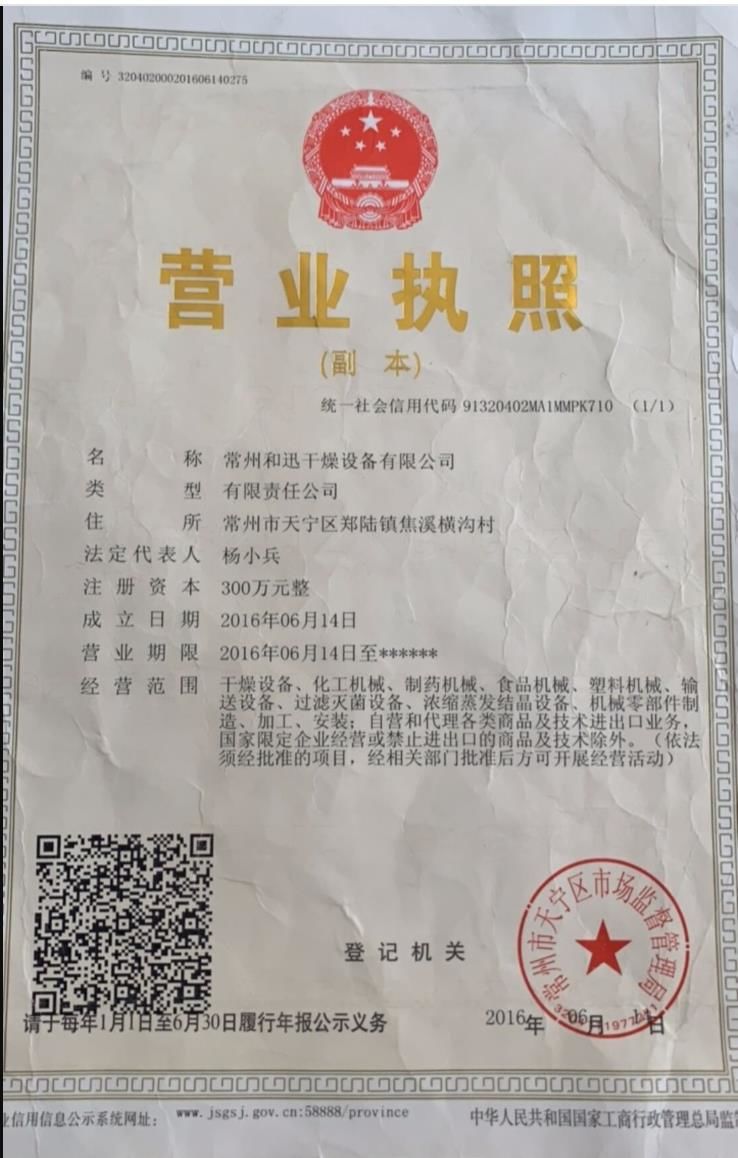 编 号 320402000201606140275
营业执照
(副 本)
统一社会信用代码 91320402MA1MMPK710 (1/1)
名 称 常州和迅干燥设备有限公司
类 型 有限责任公司
住 所 常州市天宁区郑陆镇焦溪横沟村
法定代表人 杨小兵
注册资本 300万元整
成立日期 2016年06月14日
营业期限 2016年06月14日至******
经营范围 干燥设备、化工机械、制药机械、食品机械、塑料机械、输
送设备、过滤灭菌设备、浓缩蒸发结晶设备、机械零部件制
造、加工、安装；自营和代理各类商品及技术进出口业务，
国家限定企业经营或禁止进出口的商品及技术除外。（依法
须经批准的项目，经相关部门批准后方可开展经营活动）
常州市天宁区市场监督管理局
登记机关
2016年 06月 14日
请于每年1月1日至6月30日履行年报公示义务
业信用信息公示系统网址： www.jsgsj.gov.cn:58888/province
中华人民共和国国家工商行政管理总局监制